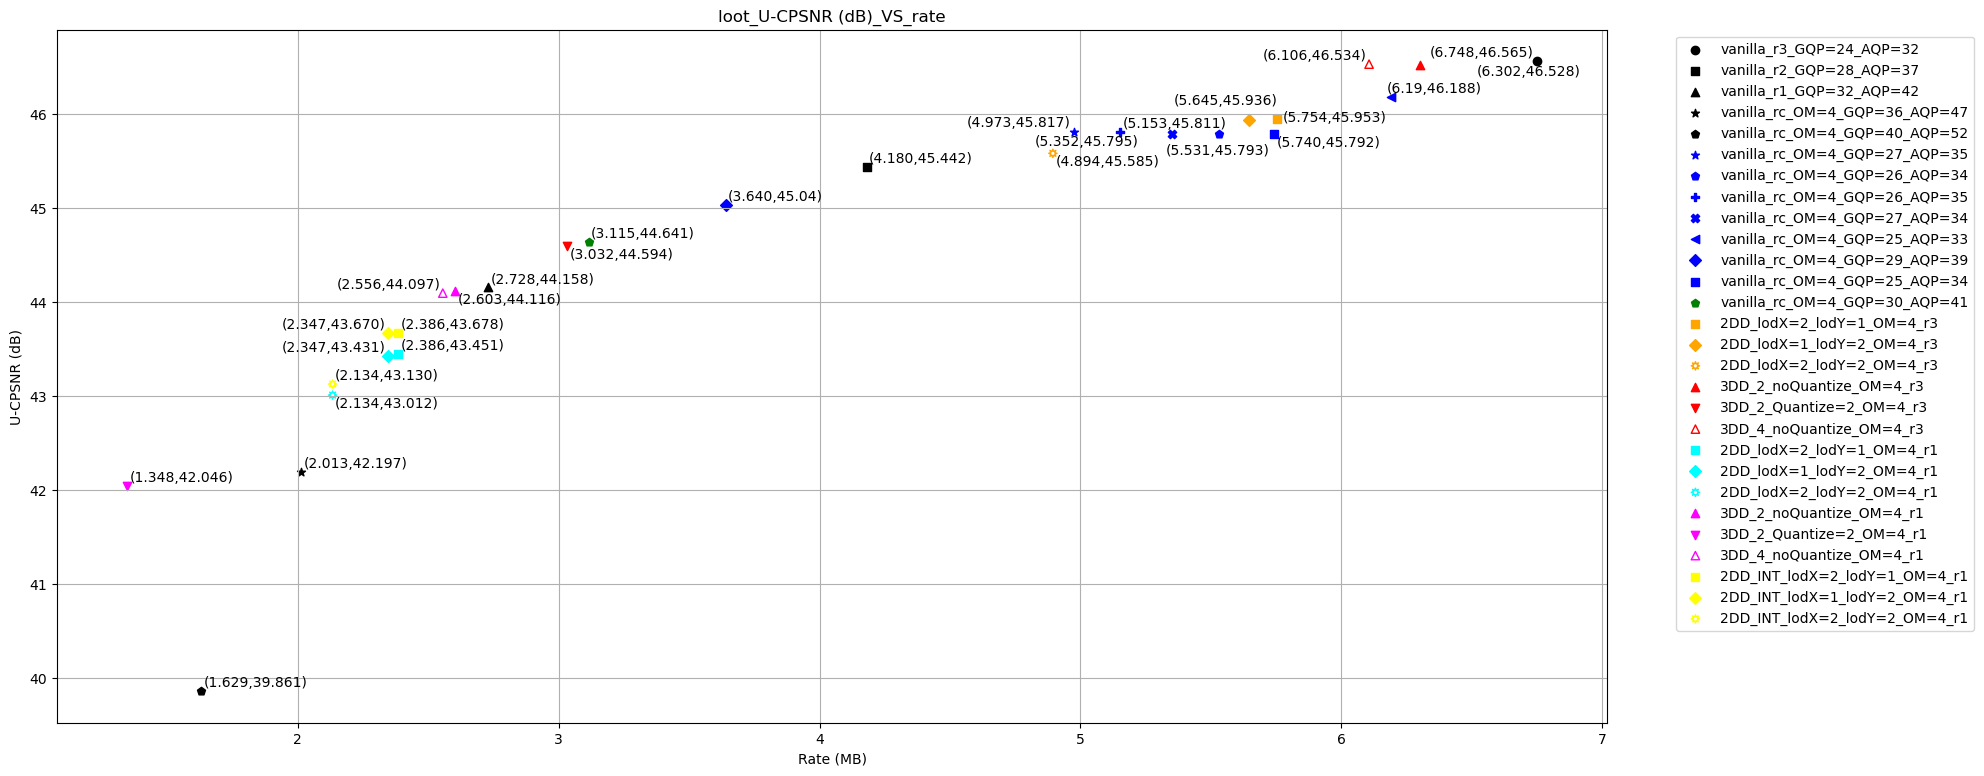 loot_U-CPSNR (dB)_VS_rate
U-CPSNR (dB)
46
45
44
43
42
41
40
(6.106,46.534)
(6.748,46.565)
(6.302,46.528)
(6.19,46.188)
(5.645,45.936)
(5.754,45.953)
(4.973,45.817)
(5.153,45.811)
(5.352,45.795)
(5.740,45.792)
(5.531,45.793)
(4.894,45.585)
(4.180,45.442)
(3.640,45.04)
(3.115,44.641)
(3.032,44.594)
(2.556,44.097)
(2.728,44.158)
(2.603,44.116)
(2.347,43.670)
(2.386,43.678)
(2.347,43.431)
(2.386,43.451)
(2.134,43.130)
(2.134,43.012)
(2.013,42.197)
(1.348,42.046)
(1.629,39.861)
2
3
4
5
6
7
Rate (MB)
vanilla_r3_GQP=24_AQP=32
vanilla_r2_GQP=28_AQP=37
vanilla_r1_GQP=32_AQP=42
vanilla_rc_OM=4_GQP=36_AQP=47
vanilla_rc_OM=4_GQP=40_AQP=52
vanilla_rc_OM=4_GQP=27_AQP=35
vanilla_rc_OM=4_GQP=26_AQP=34
vanilla_rc_OM=4_GQP=26_AQP=35
vanilla_rc_OM=4_GQP=27_AQP=34
vanilla_rc_OM=4_GQP=25_AQP=33
vanilla_rc_OM=4_GQP=29_AQP=39
vanilla_rc_OM=4_GQP=25_AQP=34
vanilla_rc_OM=4_GQP=30_AQP=41
2DD_lodX=2_lodY=1_OM=4_r3
2DD_lodX=1_lodY=2_OM=4_r3
2DD_lodX=2_lodY=2_OM=4_r3
3DD_2_noQuantize_OM=4_r3
3DD_2_Quantize=2_OM=4_r3
3DD_4_noQuantize_OM=4_r3
2DD_lodX=2_lodY=1_OM=4_r1
2DD_lodX=1_lodY=2_OM=4_r1
2DD_lodX=2_lodY=2_OM=4_r1
3DD_2_noQuantize_OM=4_r1
3DD_2_Quantize=2_OM=4_r1
3DD_4_noQuantize_OM=4_r1
2DD_INT_lodX=2_lodY=1_OM=4_r1
2DD_INT_lodX=1_lodY=2_OM=4_r1
2DD_INT_lodX=2_lodY=2_OM=4_r1